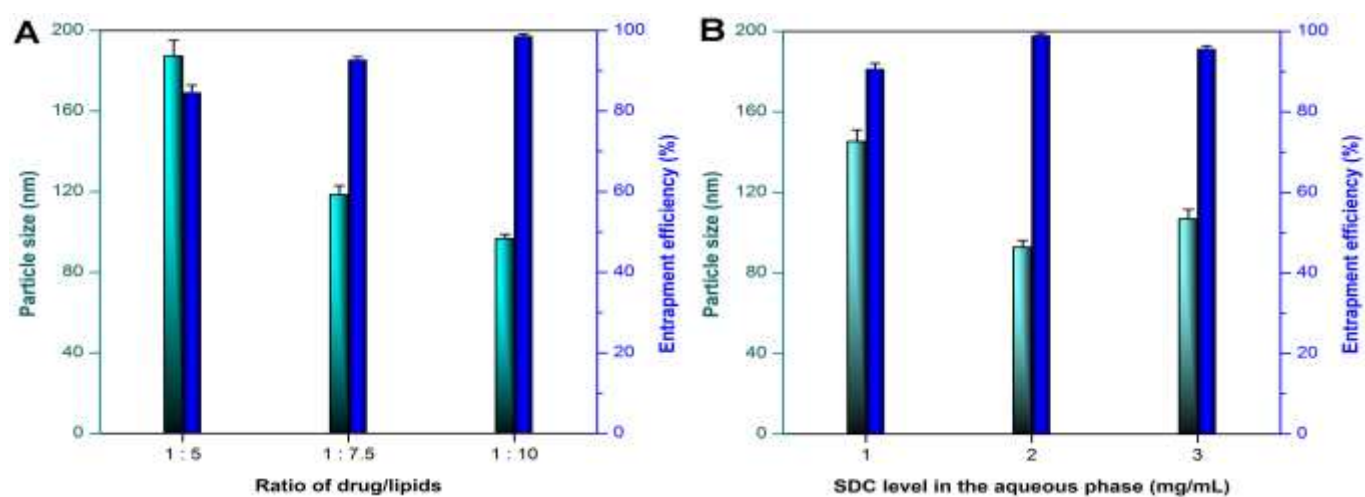 A
200
160
120
80
40
0
Particle size (nm)
100
80
60
40
20
0
Entrapment efficiency (%)
1 : 5
1 : 7.5
1 : 10
Ratio of drug/lipids
B
200
160
120
80
40
0
Particle size (nm)
100
80
60
40
20
0
Entrapment efficiency (%)
1
2
3
SDC level in the aqueous phase (mg/mL)